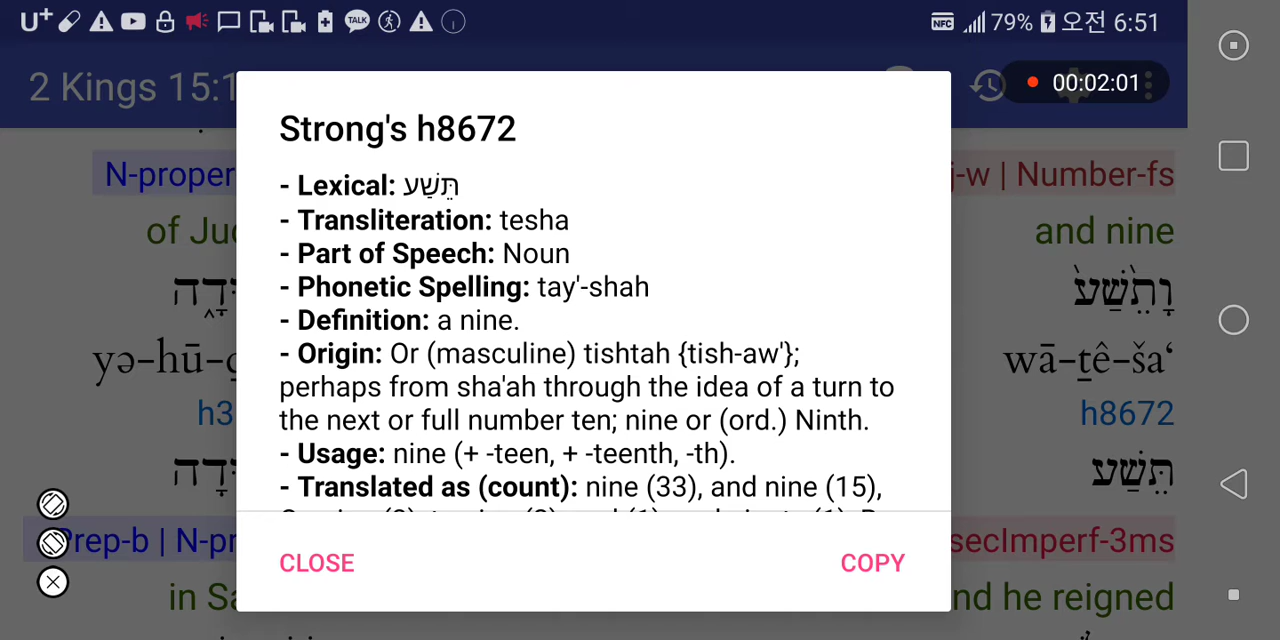 U+ TALK NFC 79% 오전 6:51
2 Kings 15:1
00:02:01
Strong's h8672
- Lexical: תֵּשַׁע
- Transliteration: tesha
- Part of Speech: Noun
- Phonetic Spelling: tay'-shah
- Definition: a nine.
- Origin: Or (masculine) tishtah {tish-aw'};
perhaps from sha'ah through the idea of a turn to
the next or full number ten; nine or (ord.) Ninth.
- Usage: nine (+ -teen, + -teenth, -th).
- Translated as (count): nine (33), and nine (15),
CLOSE
COPY
N-proper
of Jud
h3
Prep-b | N-pr
in Sa
j-w | Number-fs
and nine
וָתֵ֙שַׁע֙
wā-ṯê-ša‘
h8672
תֵּשַׁע
secImperf-3ms
nd he reigned